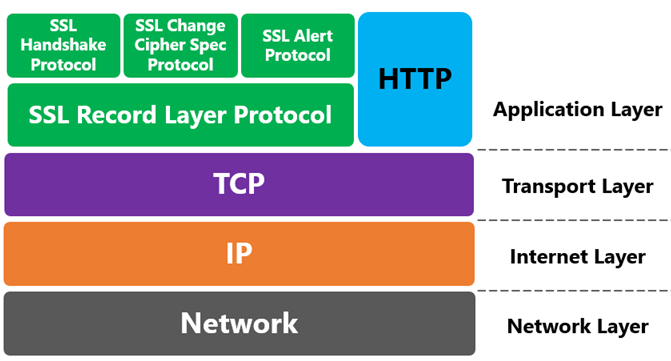 SSL
Handshake
Protocol
SSL Change
Cipher Spec
Protocol
SSL Alert
Protocol
HTTP
SSL Record Layer Protocol
Application Layer
TCP
Transport Layer
IP
Internet Layer
Network
Network Layer